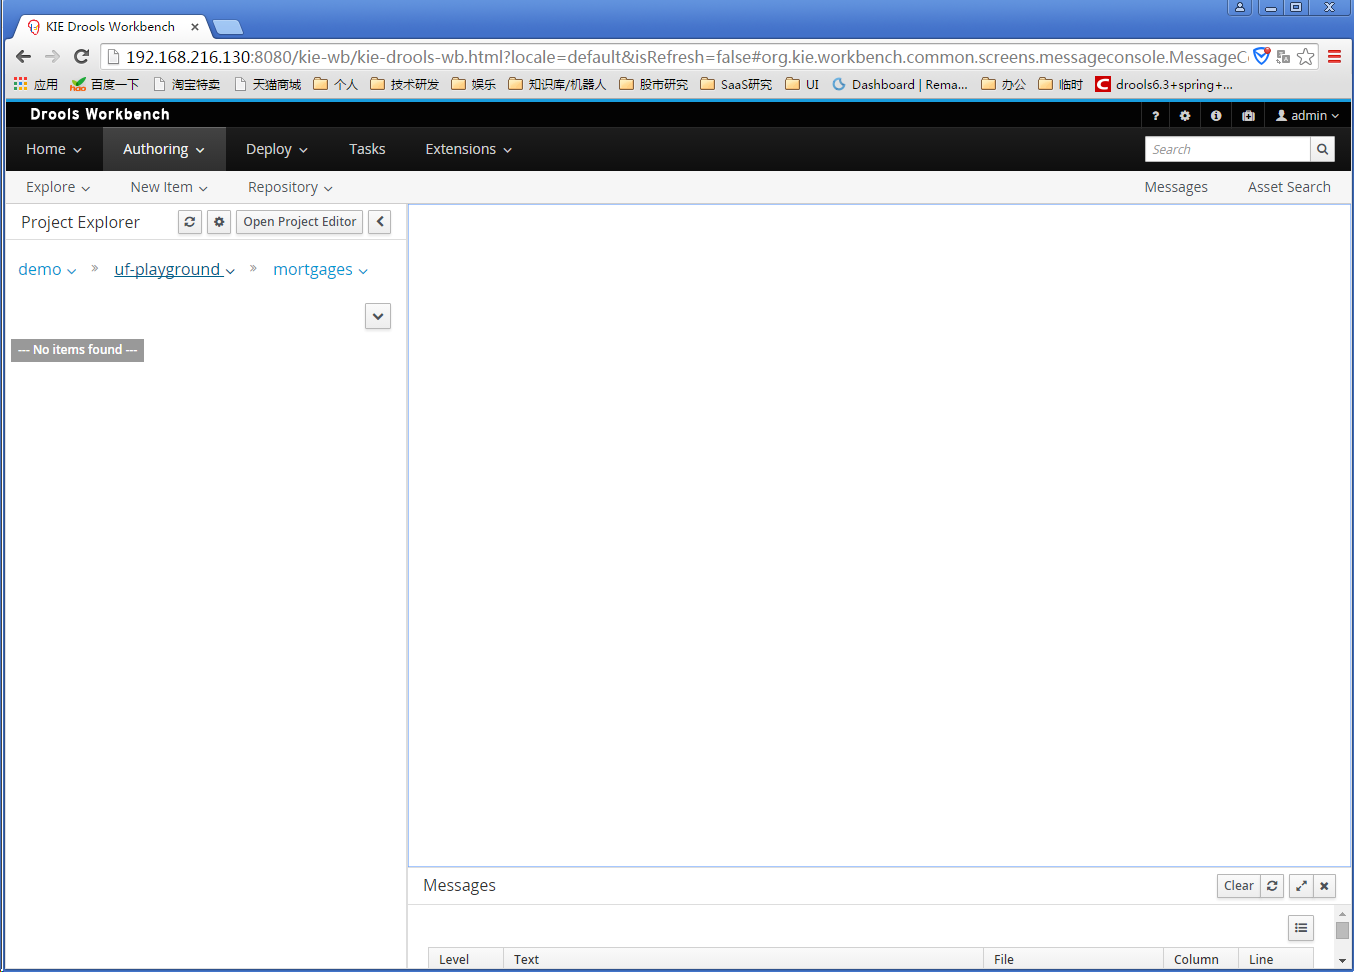 KIE Drools Workbench
192.168.216.130:8080/kie-wb/kie-drools-wb.html?locale=default&isRefresh=false#org.kie.workbench.common.screens.messageconsole.MessageC
应用 百度一下 淘宝特卖 天猫商城 个人 技术研发 娱乐 知识库/机器人 股市研究 SaaS研究 UI Dashboard | Rema... 办公 临时 drools6.3+spring+...
Drools Workbench ? admin
Home Authoring Deploy Tasks Extensions Search
Explore New Item Repository Messages Asset Search
Project Explorer Open Project Editor
demo » uf-playground » mortgages
--- No items found ---
Messages Clear
Level Text File Column Line